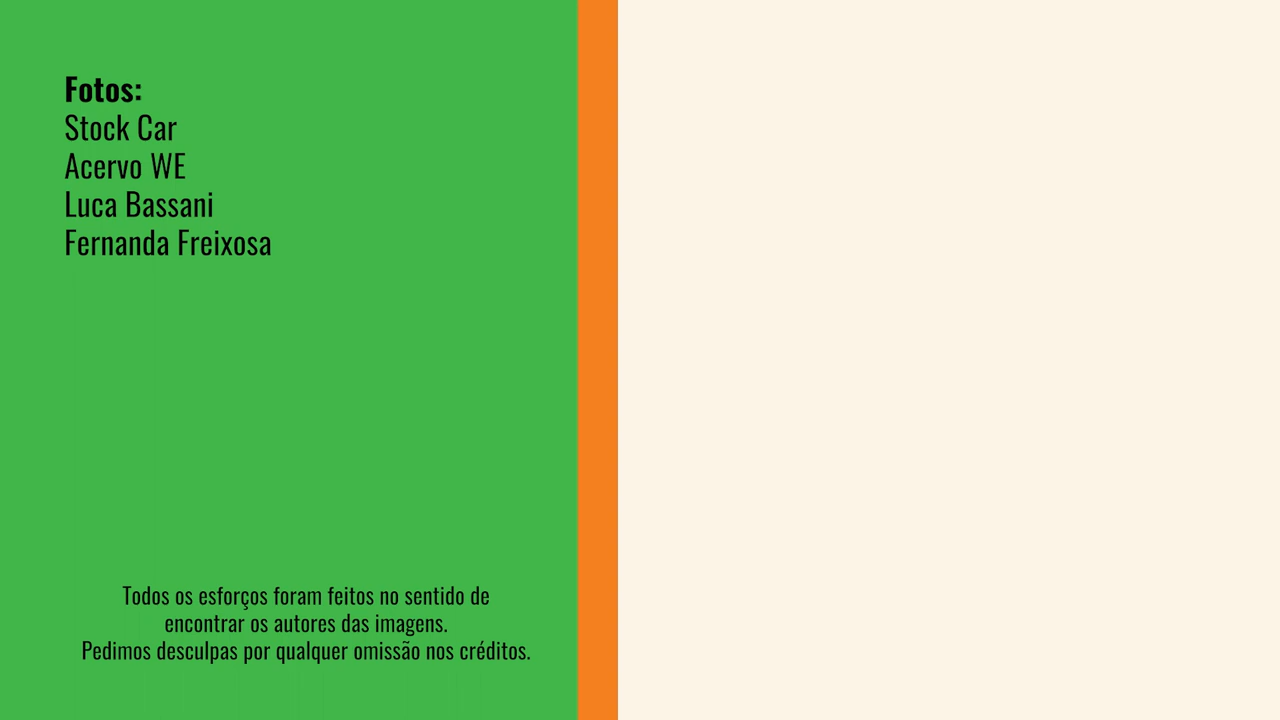 Fotos:
Stock Car
Acervo WE
Luca Bassani
Fernanda Freixosa
Todos os esforços foram feitos no sentido de
encontrar os autores das imagens.
Pedimos desculpas por qualquer omissão nos créditos.